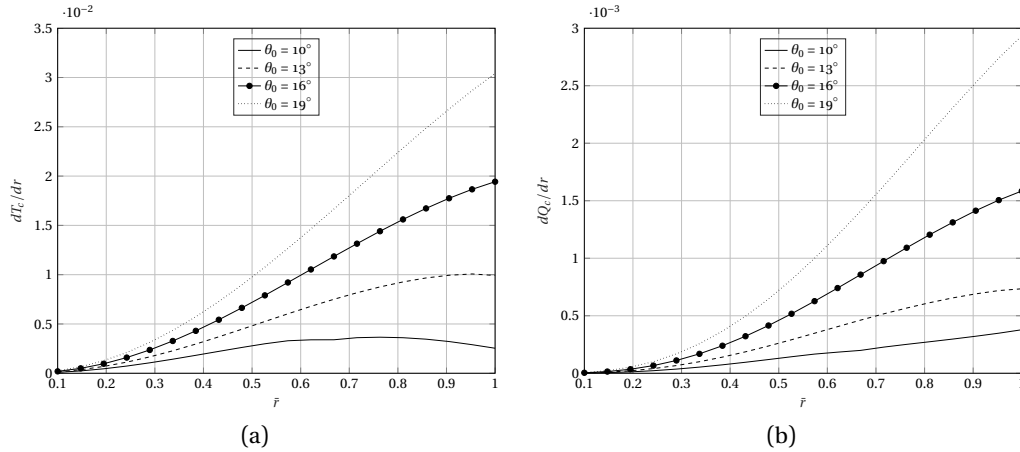 ·10⁻²
3.5
3
2.5
2
1.5
1
0.5
0
0.1 0.2 0.3 0.4 0.5 0.6 0.7 0.8 0.9 1
dT_c/dr
r̄
θ₀ = 10°
θ₀ = 13°
θ₀ = 16°
θ₀ = 19°
(a)
·10⁻³
3
2.5
2
1.5
1
0.5
0
0.1 0.2 0.3 0.4 0.5 0.6 0.7 0.8 0.9 1
dQ_c/dr
r̄
θ₀ = 10°
θ₀ = 13°
θ₀ = 16°
θ₀ = 19°
(b)